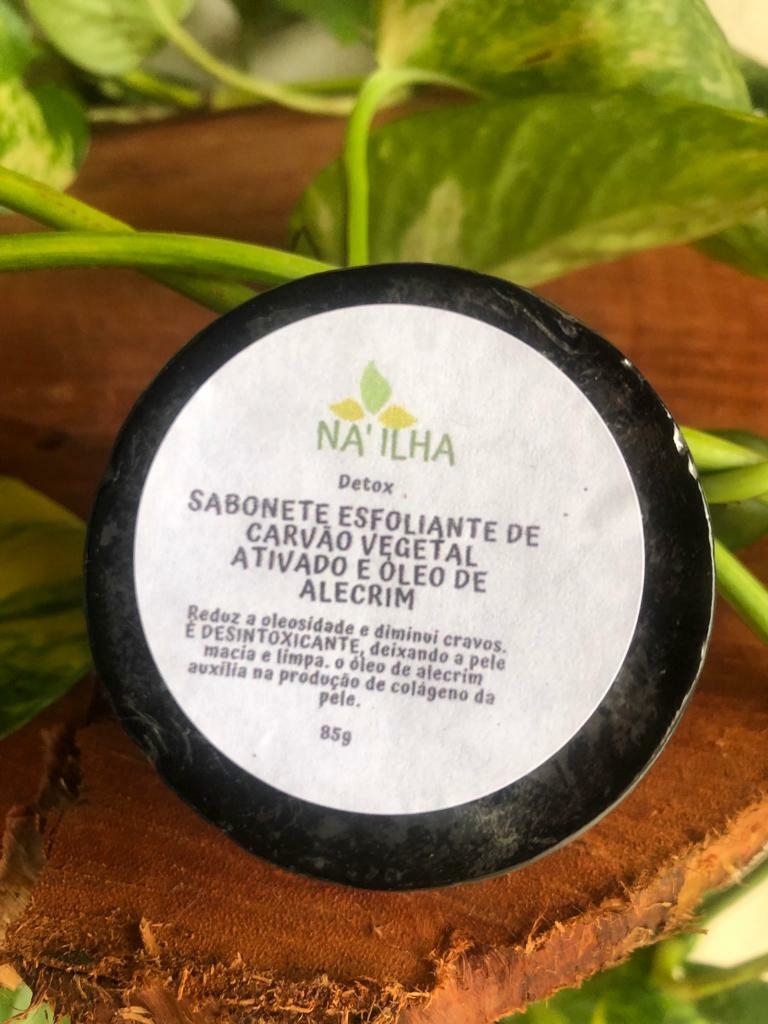 NA' ILHA
Detox
SABONETE ESFOLIANTE DE
CARVÃO VEGETAL
ATIVADO E ÓLEO DE
ALECRIM
Reduz a oleosidade e diminui cravos.
É DESINTOXICANTE, deixando a pele
macia e limpa. o óleo de alecrim
auxilia na produção de colágeno da
pele.
85g